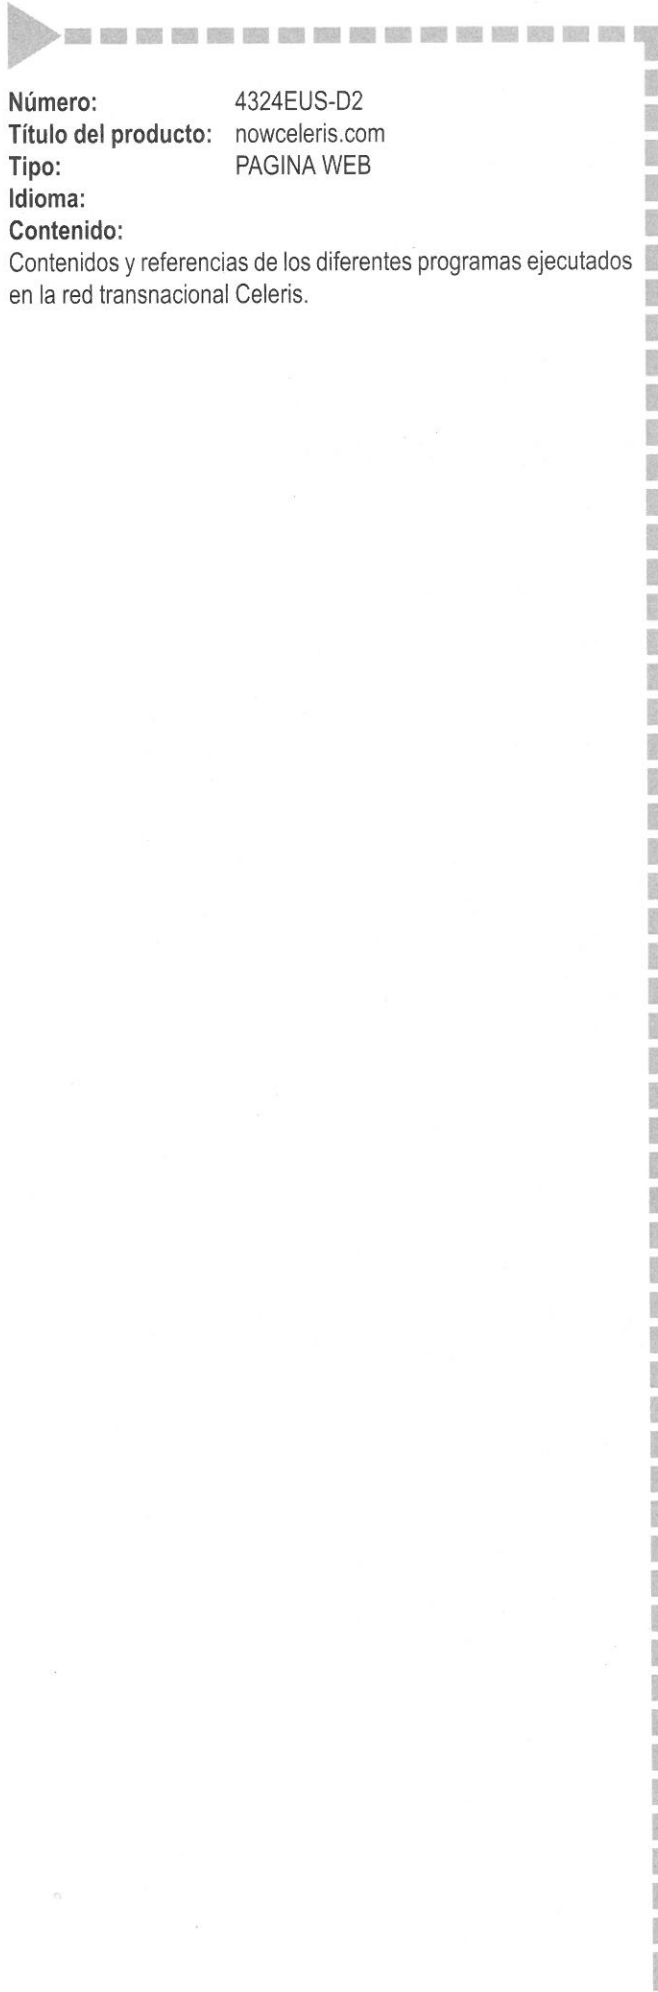 Número: 4324EUS-D2
Título del producto: nowceleris.com
Tipo: PAGINA WEB
Idioma:
Contenido:
Contenidos y referencias de los diferentes programas ejecutados
en la red transnacional Celeris.